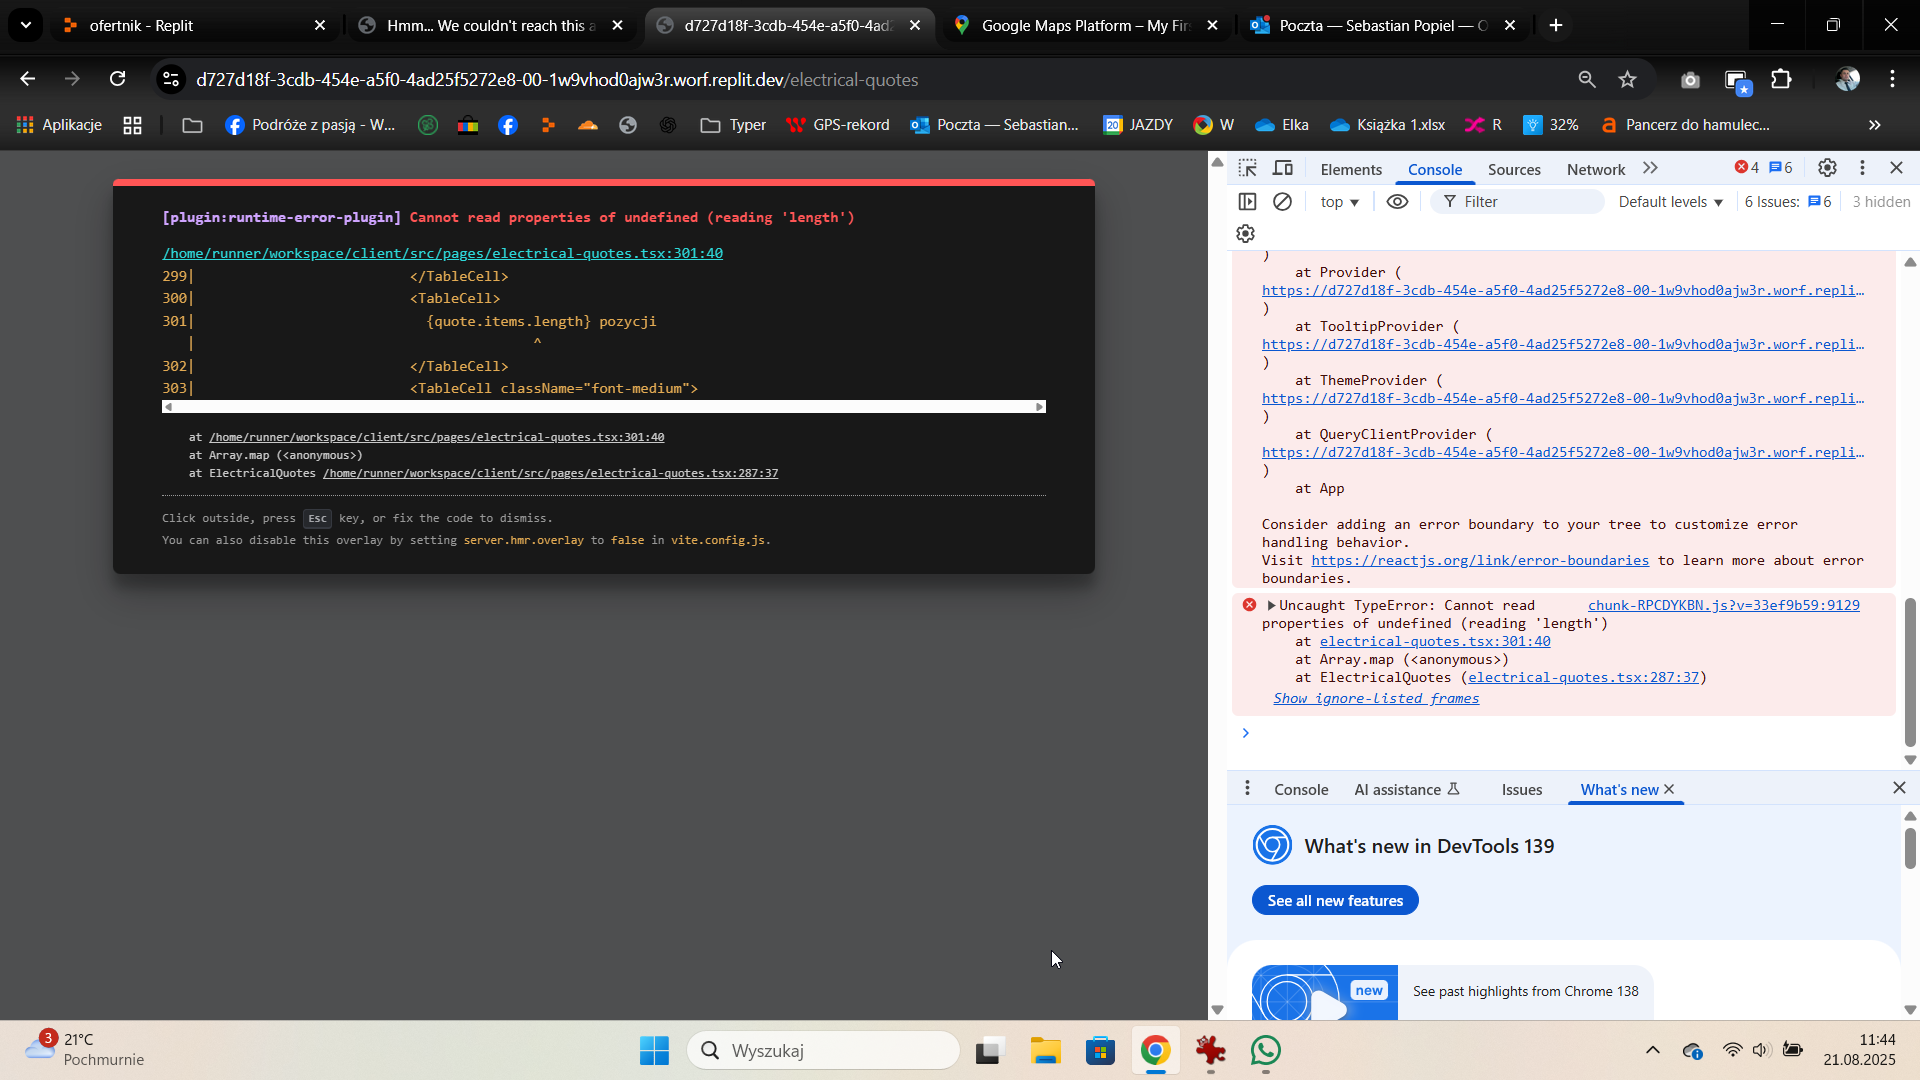 ofertnik - Replit
Hmm... We couldn't reach this a
d727d18f-3cdb-454e-a5f0-4ad2
Google Maps Platform – My Fir
Poczta — Sebastian Popiel — O
d727d18f-3cdb-454e-a5f0-4ad25f5272e8-00-1w9vhod0ajw3r.worf.replit.dev/electrical-quotes
Aplikacje
Podróże z pasją - W...
Typer
GPS-rekord
Poczta — Sebastian...
20 JAZDY
W
Elka
Książka 1.xlsx
R
32%
Pancerz do hamulec...
[plugin:runtime-error-plugin] Cannot read properties of undefined (reading 'length')
/home/runner/workspace/client/src/pages/electrical-quotes.tsx:301:40
299| </TableCell>
300| <TableCell>
301| {quote.items.length} pozycji
| ^
302| </TableCell>
303| <TableCell className="font-medium">
at /home/runner/workspace/client/src/pages/electrical-quotes.tsx:301:40
at Array.map (<anonymous>)
at ElectricalQuotes /home/runner/workspace/client/src/pages/electrical-quotes.tsx:287:37
Click outside, press Esc key, or fix the code to dismiss.
You can also disable this overlay by setting server.hmr.overlay to false in vite.config.js.
Elements Console Sources Network 4 6
top Filter Default levels 6 Issues: 6 3 hidden
)
at Provider (
https://d727d18f-3cdb-454e-a5f0-4ad25f5272e8-00-1w9vhod0ajw3r.worf.repli…
)
at TooltipProvider (
https://d727d18f-3cdb-454e-a5f0-4ad25f5272e8-00-1w9vhod0ajw3r.worf.repli…
)
at ThemeProvider (
https://d727d18f-3cdb-454e-a5f0-4ad25f5272e8-00-1w9vhod0ajw3r.worf.repli…
)
at QueryClientProvider (
https://d727d18f-3cdb-454e-a5f0-4ad25f5272e8-00-1w9vhod0ajw3r.worf.repli…
)
at App
Consider adding an error boundary to your tree to customize error
handling behavior.
Visit https://reactjs.org/link/error-boundaries to learn more about error
boundaries.
Uncaught TypeError: Cannot read chunk-RPCDYKBN.js?v=33ef9b59:9129
properties of undefined (reading 'length')
at electrical-quotes.tsx:301:40
at Array.map (<anonymous>)
at ElectricalQuotes (electrical-quotes.tsx:287:37)
Show ignore-listed frames
Console AI assistance Issues What's new
What's new in DevTools 139
See all new features
new
See past highlights from Chrome 138
3
21°C
Pochmurnie
Wyszukaj
11:44
21.08.2025